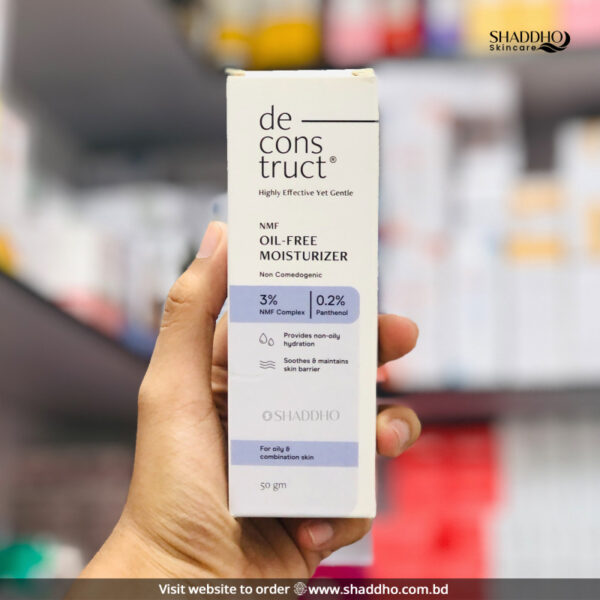 SHADDHO
Skincare
de
cons
truct®
Highly Effective Yet Gentle
NMF
OIL-FREE
MOISTURIZER
Non Comedogenic
3%
NMF Complex
0.2%
Panthenol
Provides non-oily
hydration
Soothes & maintains
skin barrier
SHADDHO
For oily &
combination skin
50 gm
Visit website to order www.shaddho.com.bd